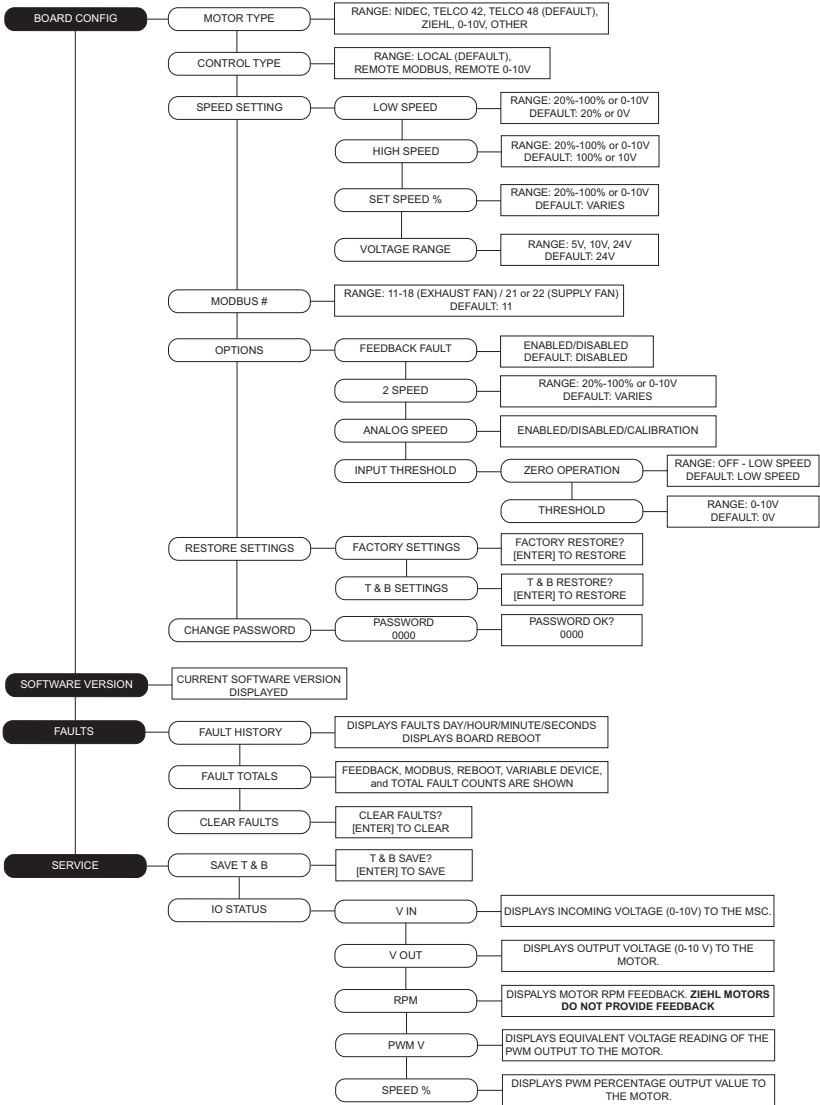 BOARD CONFIG
MOTOR TYPE
RANGE: NIDEC, TELCO 42, TELCO 48 (DEFAULT),
ZIEHL, 0-10V, OTHER
CONTROL TYPE
RANGE: LOCAL (DEFAULT),
REMOTE MODBUS, REMOTE 0-10V
SPEED SETTING
LOW SPEED
RANGE: 20%-100% or 0-10V
DEFAULT: 20% or 0V
HIGH SPEED
RANGE: 20%-100% or 0-10V
DEFAULT: 100% or 10V
SET SPEED %
RANGE: 20%-100% or 0-10V
DEFAULT: VARIES
VOLTAGE RANGE
RANGE: 5V, 10V, 24V
DEFAULT: 24V
MODBUS #
RANGE: 11-18 (EXHAUST FAN) / 21 or 22 (SUPPLY FAN)
DEFAULT: 11
OPTIONS
FEEDBACK FAULT
ENABLED/DISABLED
DEFAULT: DISABLED
2 SPEED
RANGE: 20%-100% or 0-10V
DEFAULT: VARIES
ANALOG SPEED
ENABLED/DISABLED/CALIBRATION
INPUT THRESHOLD
ZERO OPERATION
RANGE: OFF - LOW SPEED
DEFAULT: LOW SPEED
THRESHOLD
RANGE: 0-10V
DEFAULT: 0V
RESTORE SETTINGS
FACTORY SETTINGS
FACTORY RESTORE?
[ENTER] TO RESTORE
T & B SETTINGS
T & B RESTORE?
[ENTER] TO RESTORE
CHANGE PASSWORD
PASSWORD
0000
PASSWORD OK?
0000
SOFTWARE VERSION
CURRENT SOFTWARE VERSION
DISPLAYED
FAULTS
FAULT HISTORY
DISPLAYS FAULTS DAY/HOUR/MINUTE/SECONDS
DISPLAYS BOARD REBOOT
FAULT TOTALS
FEEDBACK, MODBUS, REBOOT, VARIABLE DEVICE,
and TOTAL FAULT COUNTS ARE SHOWN
CLEAR FAULTS
CLEAR FAULTS?
[ENTER] TO CLEAR
SERVICE
SAVE T & B
T & B SAVE?
[ENTER] TO SAVE
IO STATUS
V IN
DISPLAYS INCOMING VOLTAGE (0-10V) TO THE MSC.
V OUT
DISPLAYS OUTPUT VOLTAGE (0-10 V) TO THE
MOTOR.
RPM
DISPALYS MOTOR RPM FEEDBACK. ZIEHL MOTORS
DO NOT PROVIDE FEEDBACK
PWM V
DISPLAYS EQUIVALENT VOLTAGE READING OF THE
PWM OUTPUT TO THE MOTOR.
SPEED %
DISPLAYS PWM PERCENTAGE OUTPUT VALUE TO
THE MOTOR.